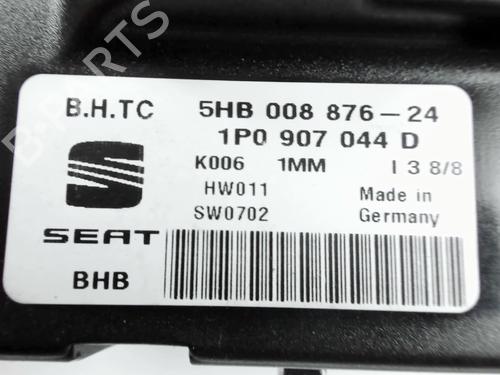 B.H.TC 5HB 008 876-24
1P0 907 044 D
K006 1MM I 3 8/8
HW011 Made in
SW0702 Germany
SEAT
BHB
B-PARTS